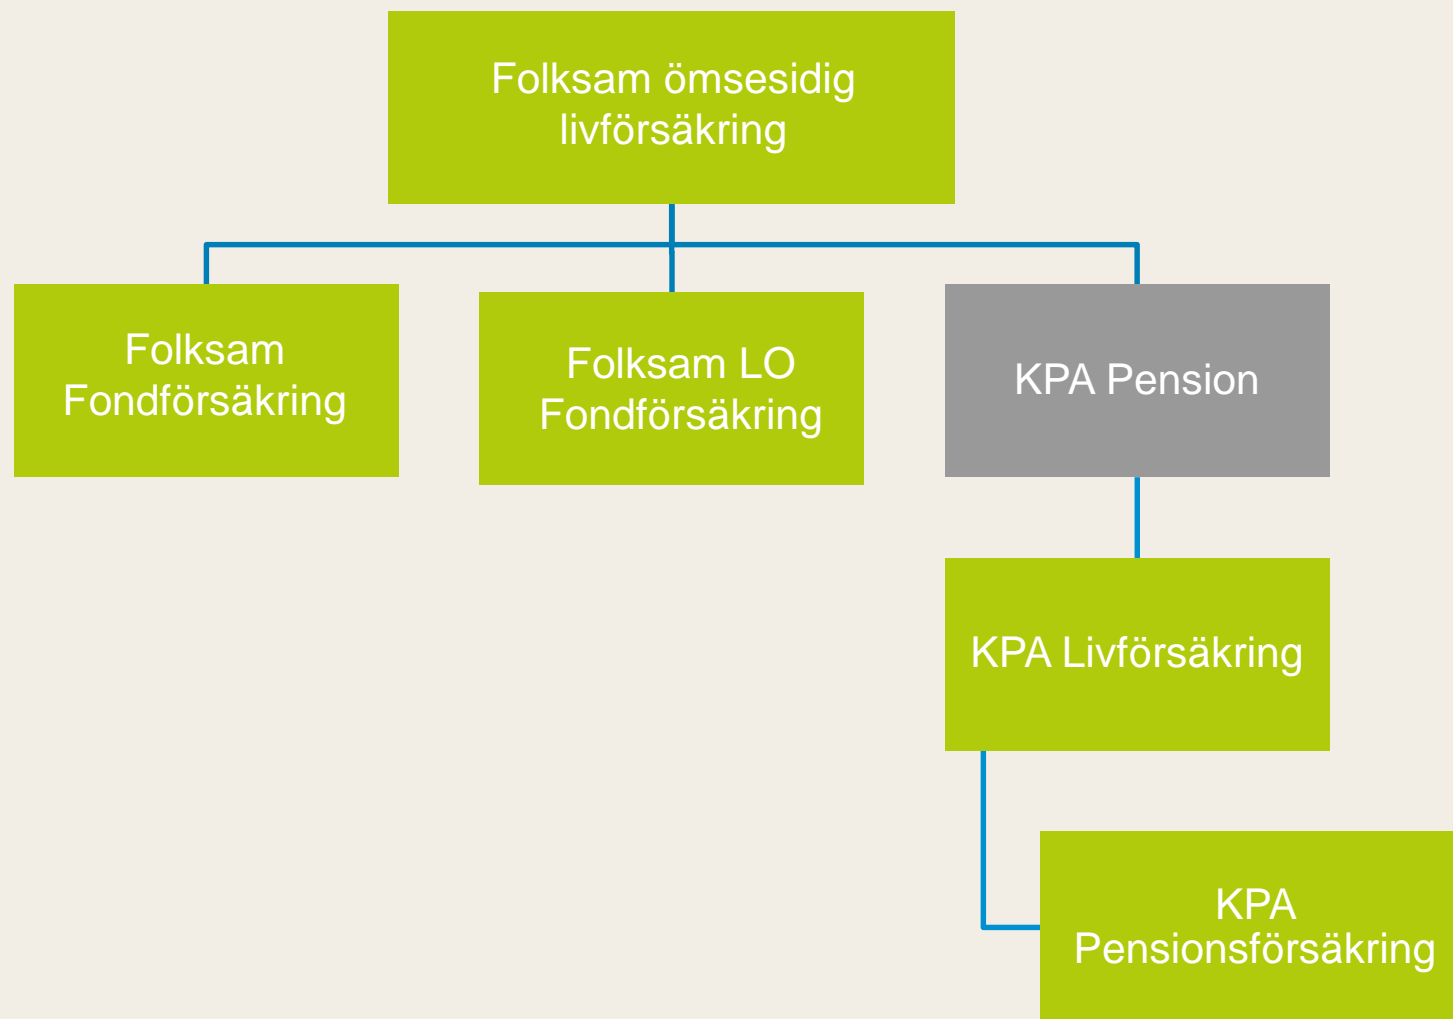 Folksam ömsesidig
livförsäkring
Folksam
Fondförsäkring
Folksam LO
Fondförsäkring
KPA Pension
KPA Livförsäkring
KPA
Pensionsförsäkring